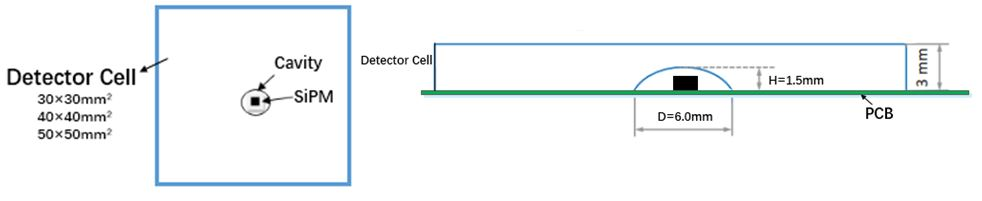 Detector Cell
30×30mm²
40×40mm²
50×50mm²
Cavity
SiPM
Detector Cell
H=1.5mm
3 mm
D=6.0mm
PCB